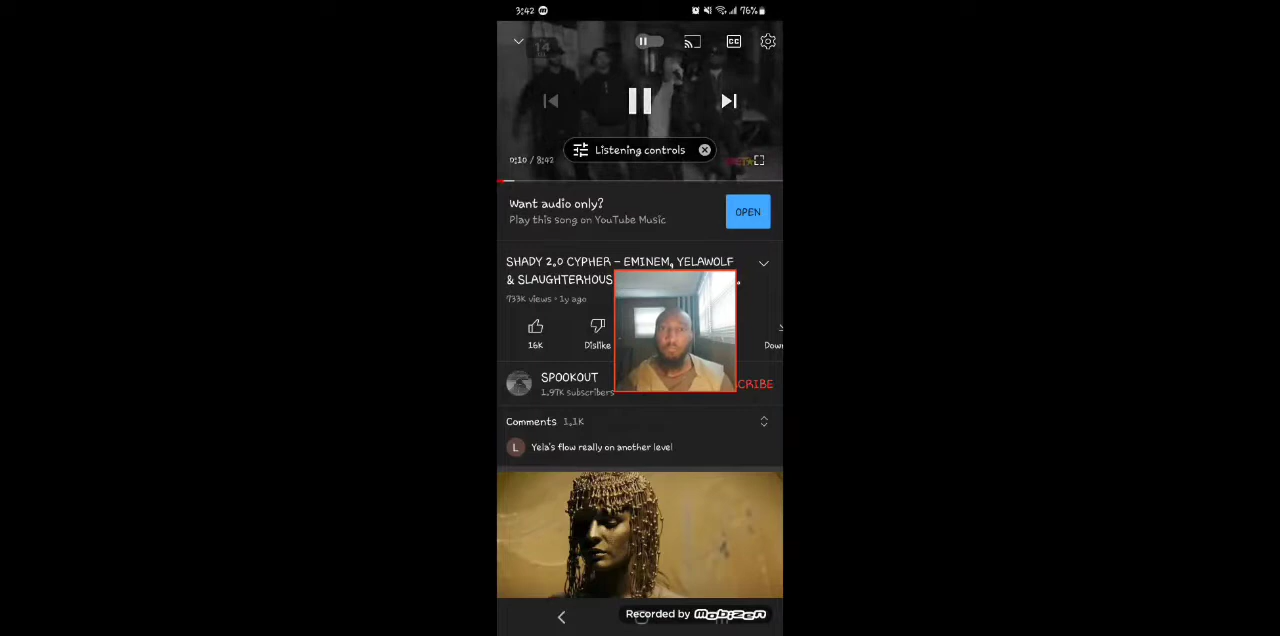 3:42
76%
14
CC
Listening controls
0:10 / 8:42
Want audio only?
Play this song on YouTube Music
OPEN
SHADY 2.0 CYPHER - EMINEM, YELAWOLF
& SLAUGHTERHOUS
733K views • 1y ago
16K
Dislike
Down
SPOOKOUT
1.97K subscribers
CRIBE
Comments 1.1K
L
Yela's flow really on another level
Recorded by mobizen